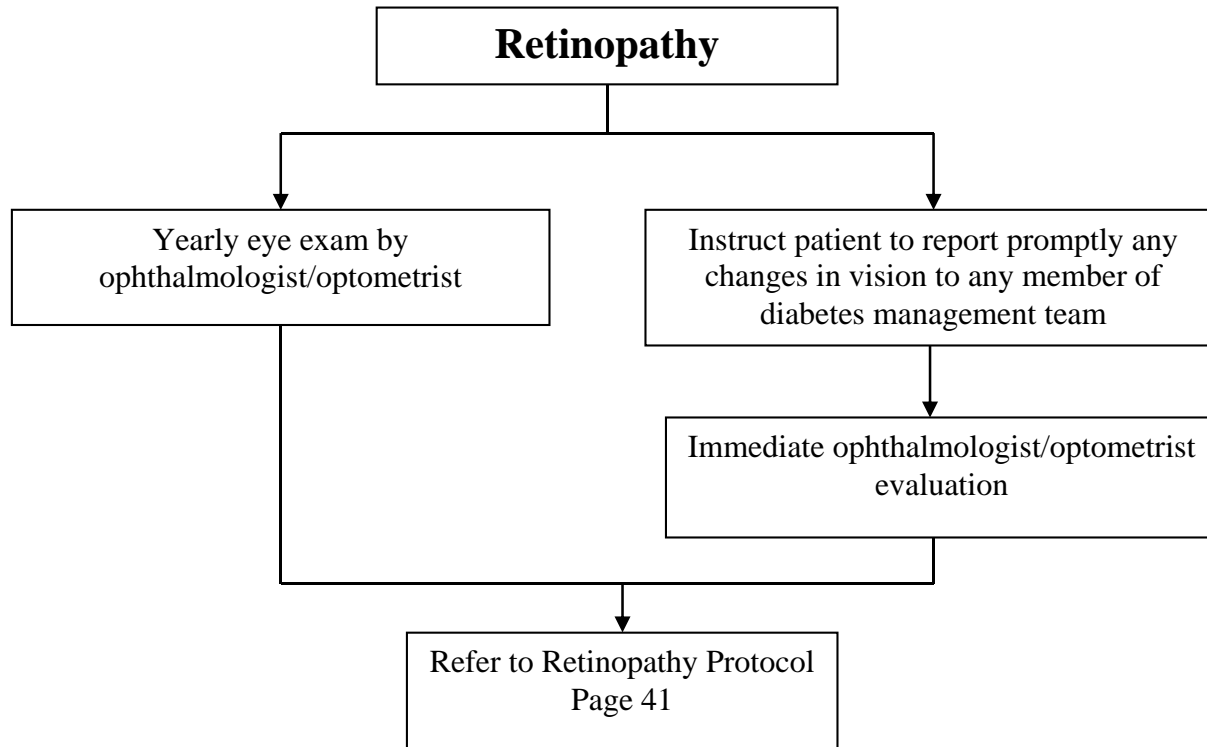 Retinopathy
Yearly eye exam by
ophthalmologist/optometrist
Instruct patient to report promptly any
changes in vision to any member of
diabetes management team
Immediate ophthalmologist/optometrist
evaluation
Refer to Retinopathy Protocol
Page 41